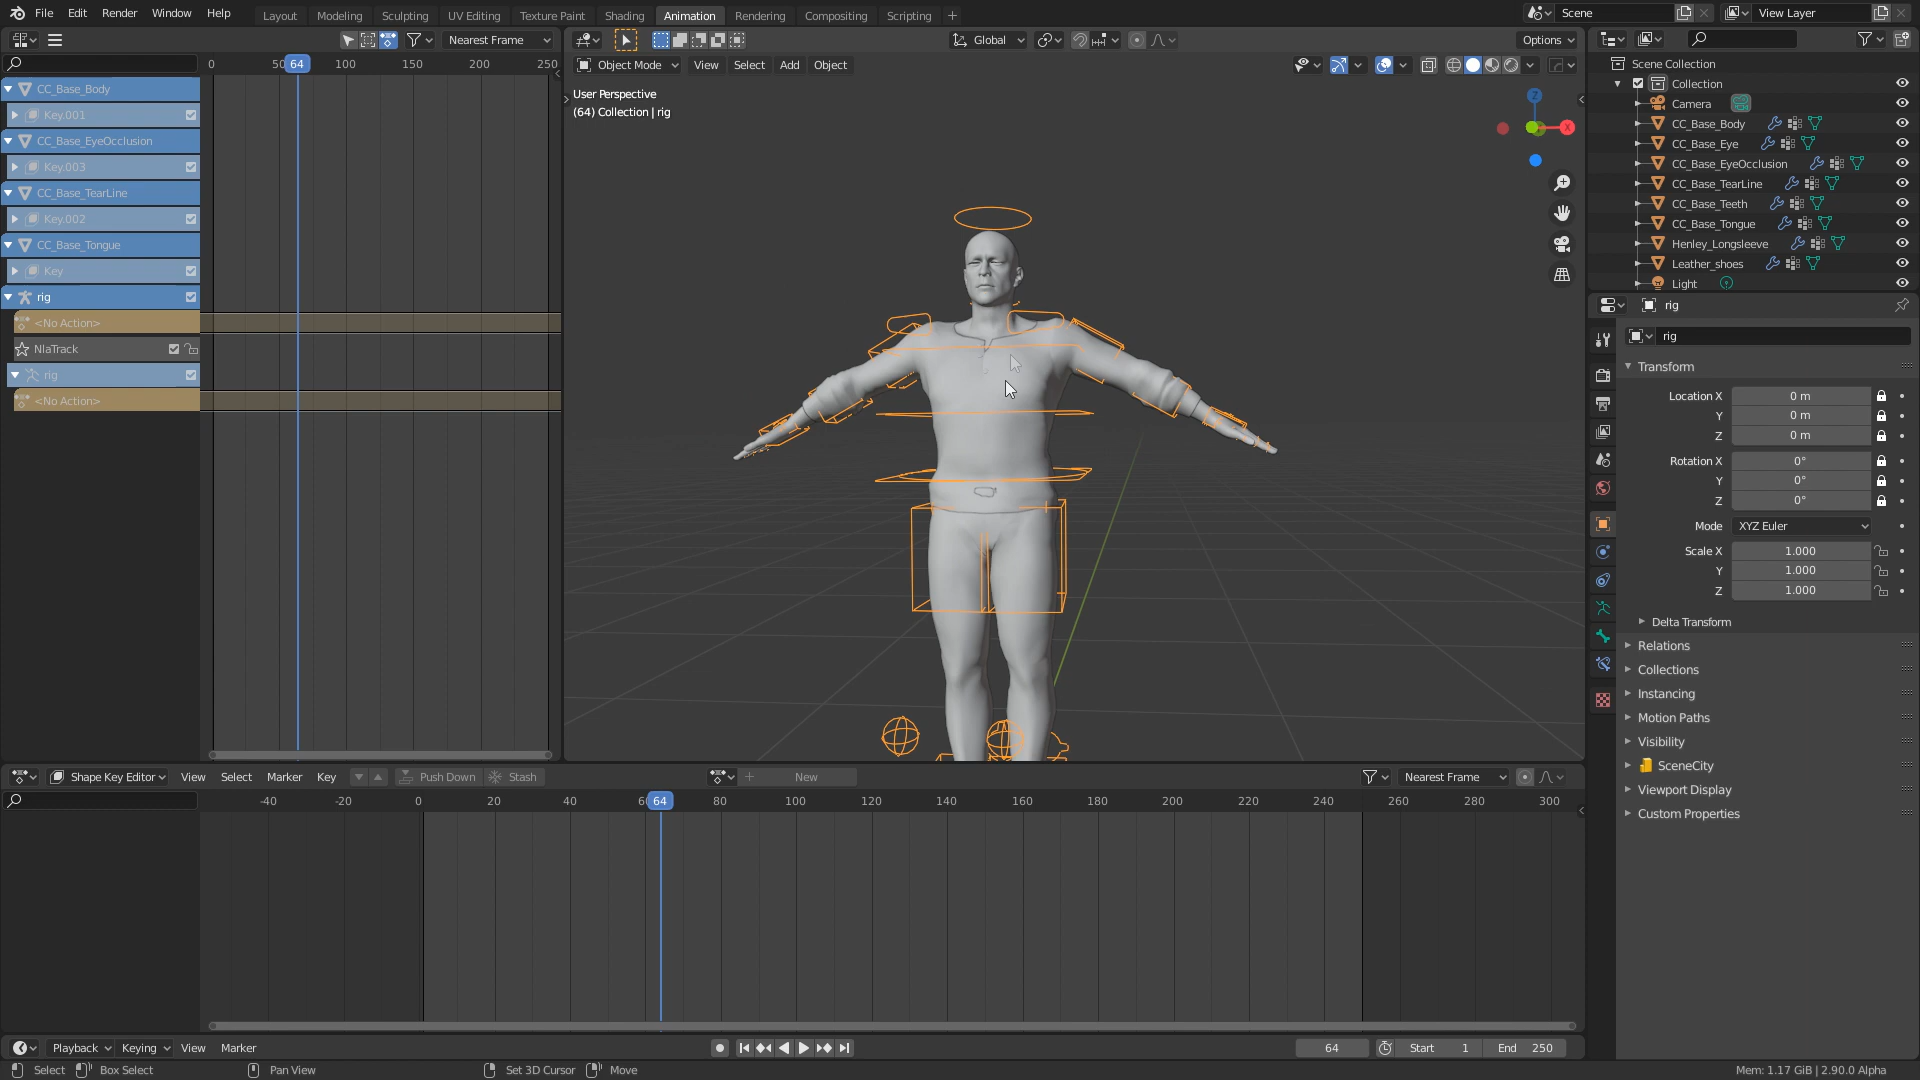 File Edit Render Window Help
Layout Modeling Sculpting UV Editing Texture Paint Shading Animation Rendering Compositing Scripting +
Scene
View Layer
Nearest Frame
Global
Options
0 50 64 100 150 200 250
Object Mode View Select Add Object
User Perspective
(64) Collection | rig
Z
X
CC_Base_Body
Key.001
CC_Base_EyeOcclusion
Key.003
CC_Base_TearLine
Key.002
CC_Base_Tongue
Key
rig
<No Action>
NlaTrack
rig
<No Action>
Scene Collection
Collection
Camera
CC_Base_Body
CC_Base_Eye
CC_Base_EyeOcclusion
CC_Base_TearLine
CC_Base_Teeth
CC_Base_Tongue
Henley_Longsleeve
Leather_shoes
Light
rig
rig
Transform
Location X 0 m
Y 0 m
Z 0 m
Rotation X 0°
Y 0°
Z 0°
Mode XYZ Euler
Scale X 1.000
Y 1.000
Z 1.000
Delta Transform
Relations
Collections
Instancing
Motion Paths
Visibility
SceneCity
Viewport Display
Custom Properties
Shape Key Editor View Select Marker Key Push Down Stash New Nearest Frame
-40 -20 0 20 40 64 80 100 120 140 160 180 200 220 240 260 280 300
Playback Keying View Marker 64 Start 1 End 250
Select Box Select Pan View Set 3D Cursor Move Mem: 1.17 GiB | 2.90.0 Alpha